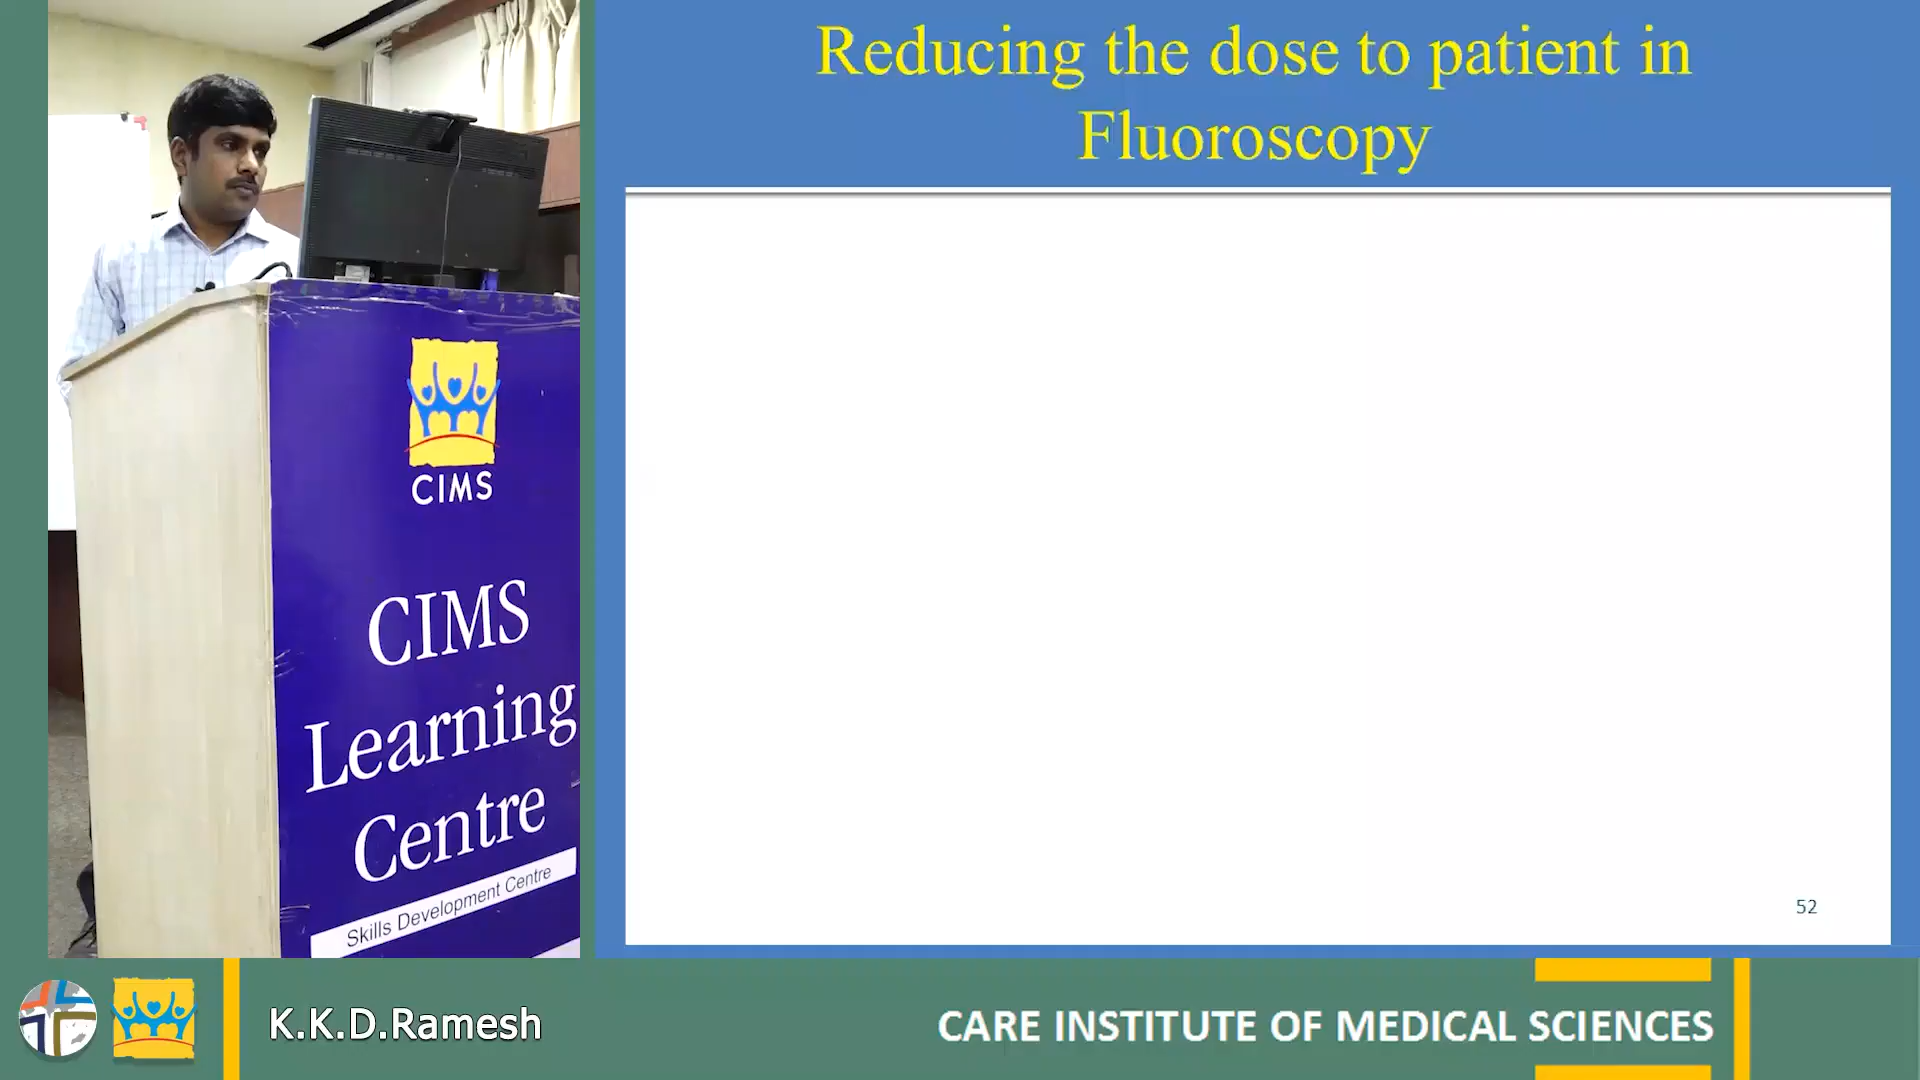 Reducing the dose to patient in
Fluoroscopy
CIMS
CIMS
Learning
Centre
Skills Development Centre
52
K.K.D.Ramesh
CARE INSTITUTE OF MEDICAL SCIENCES